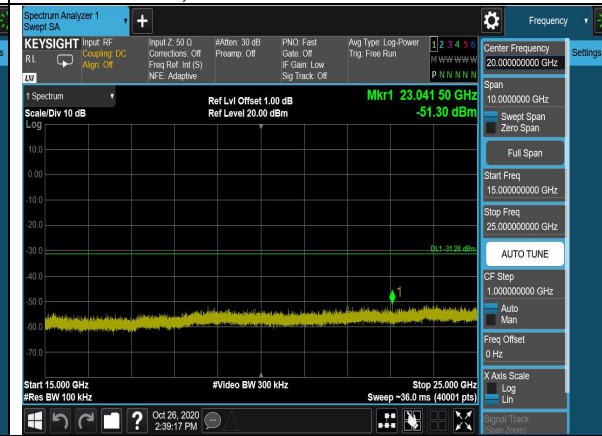 Spectrum Analyzer 1
Swept SA
+
Frequency
KEYSIGHT
Input: RF
Coupling: DC
Align: Off
RL
LXI
Input Z: 50 Ω
Corrections: Off
Freq Ref: Int (S)
NFE: Adaptive
#Atten: 30 dB
Preamp: Off
PNO: Fast
Gate: Off
IF Gain: Low
Sig Track: Off
Avg Type: Log-Power
Trig: Free Run
1 2 3 4 5 6
M W W W W W
P N N N N N
1 Spectrum
Scale/Div 10 dB
Log
Ref Lvl Offset 1.00 dB
Ref Level 20.00 dBm
Mkr1 23.041 50 GHz
-51.30 dBm
10.0
0.00
-10.0
-20.0
-30.0
DL1 -31.28 dBm
-40.0
1
-50.0
-60.0
-70.0
Start 15.000 GHz
#Res BW 100 kHz
#Video BW 300 kHz
Stop 25.000 GHz
Sweep ~36.0 ms (40001 pts)
?
Oct 26, 2020
2:39:17 PM
Center Frequency
20.000000000 GHz
Settings
Span
10.0000000 GHz
Swept Span
Zero Span
Full Span
Start Freq
15.000000000 GHz
Stop Freq
25.000000000 GHz
AUTO TUNE
CF Step
1.000000000 GHz
Auto
Man
Freq Offset
0 Hz
X Axis Scale
Log
Lin
Signal Track
(Span Zoom)
s